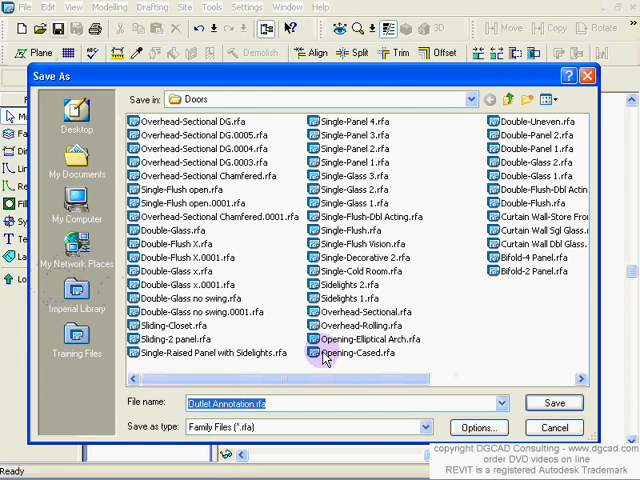 File Edit View Modelling Drafting Site Tools Settings Window Help
Demolish Align Split Trim Offset Move Copy Rotate
Plane
Save As
Save in: Doors
Desktop
My Documents
My Computer
My Network Places
Imperial Library
Training Files
Overhead-Sectional DG.rfa
Overhead-Sectional DG.0005.rfa
Overhead-Sectional DG.0004.rfa
Overhead-Sectional DG.0003.rfa
Overhead-Sectional Chamfered.rfa
Single-Flush open.rfa
Single-Flush open.0001.rfa
Overhead-Sectional Chamfered.0001.rfa
Double-Glass.rfa
Double-Flush X.rfa
Double-Flush X.0001.rfa
Double-Glass x.rfa
Double-Glass x.0001.rfa
Double-Glass no swing.rfa
Double-Glass no swing.0001.rfa
Sliding-Closet.rfa
Sliding-2 panel.rfa
Single-Raised Panel with Sidelights.rfa
Single-Panel 4.rfa
Single-Panel 3.rfa
Single-Panel 2.rfa
Single-Panel 1.rfa
Single-Glass 3.rfa
Single-Glass 2.rfa
Single-Glass 1.rfa
Single-Flush-Dbl Acting.rfa
Single-Flush.rfa
Single-Flush Vision.rfa
Single-Decorative 2.rfa
Single-Cold Room.rfa
Sidelights 2.rfa
Sidelights 1.rfa
Overhead-Sectional.rfa
Overhead-Rolling.rfa
Opening-Elliptical Arch.rfa
Opening-Cased.rfa
Double-Uneven.rfa
Double-Panel 2.rfa
Double-Panel 1.rfa
Double-Glass 2.rfa
Double-Glass 1.rfa
Double-Flush-Dbl Actin
Double-Flush.rfa
Curtain Wall-Store Fron
Curtain Wall Sgl Glass.r
Curtain Wall Dbl Glass.
Bifold-4 Panel.rfa
Bifold-2 Panel.rfa
File name: Outlet Annotation.rfa Save
Save as type: Family Files (*.rfa) Options... Cancel
Ready
copyright DGCAD Consulting - www.dgcad.com
order DVD videos on line
REVIT is a registered Autodesk Trademark